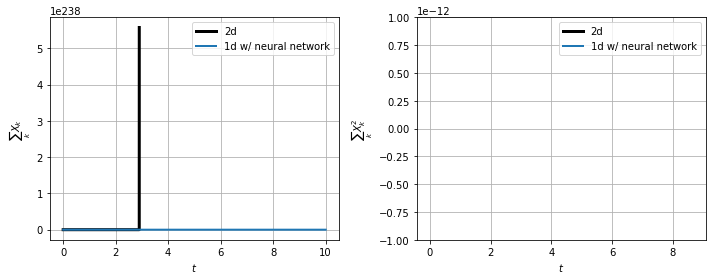 1e238
5
4
3
2
1
0
∑ₖ Xₖ
2d
1d w/ neural network
0 2 4 6 8 10
t
1e−12
1.00
0.75
0.50
0.25
0.00
−0.25
−0.50
−0.75
−1.00
∑ₖ Xₖ²
2d
1d w/ neural network
0 2 4 6 8
t